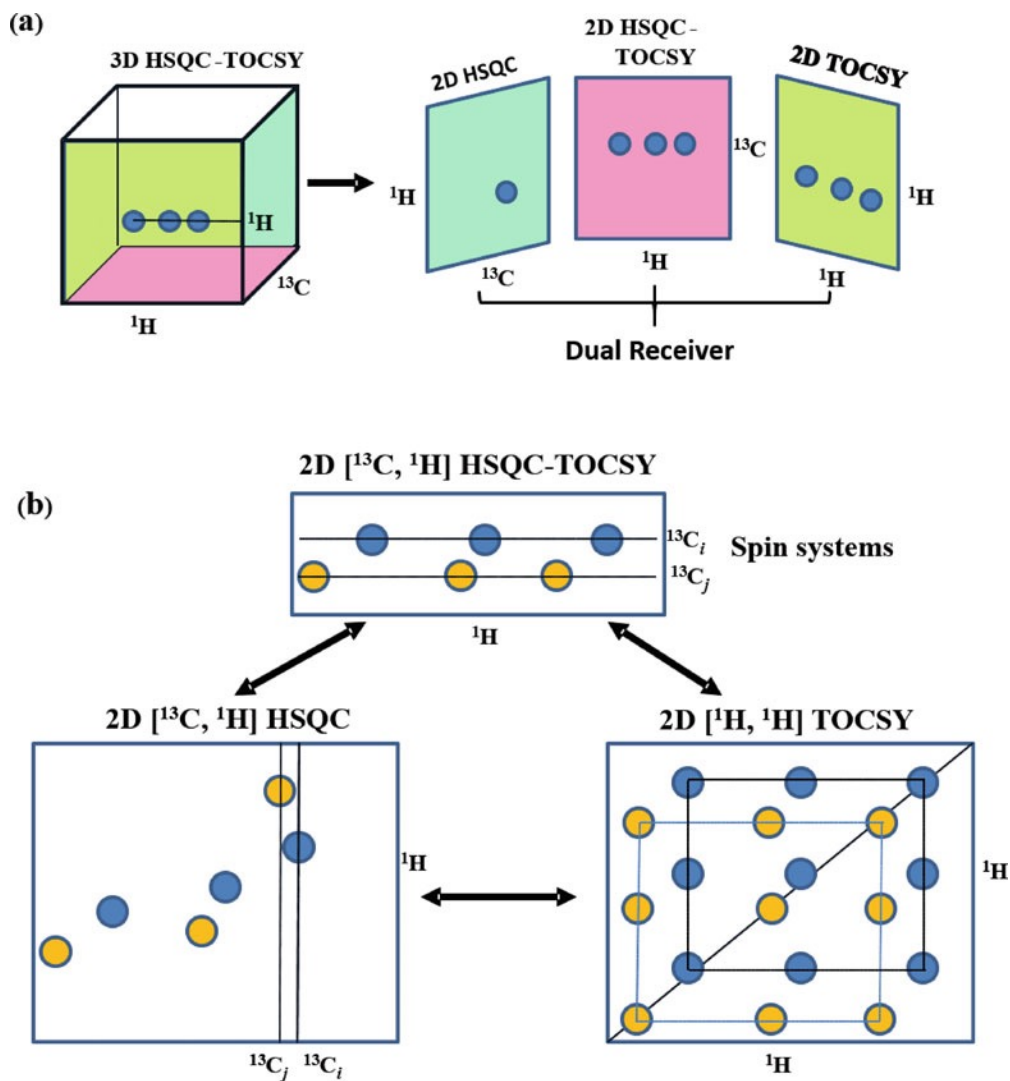 (a)
3D HSQC-TOCSY
¹H
¹³C
¹H
2D HSQC
¹H
¹³C
2D HSQC-
TOCSY
¹³C
¹H
2D TOCSY
¹H
¹H
Dual Receiver
(b)
2D [¹³C, ¹H] HSQC-TOCSY
¹³Cᵢ
Spin systems
¹³Cⱼ
¹H
2D [¹³C, ¹H] HSQC
¹H
¹³Cⱼ ¹³Cᵢ
2D [¹H, ¹H] TOCSY
¹H
¹H